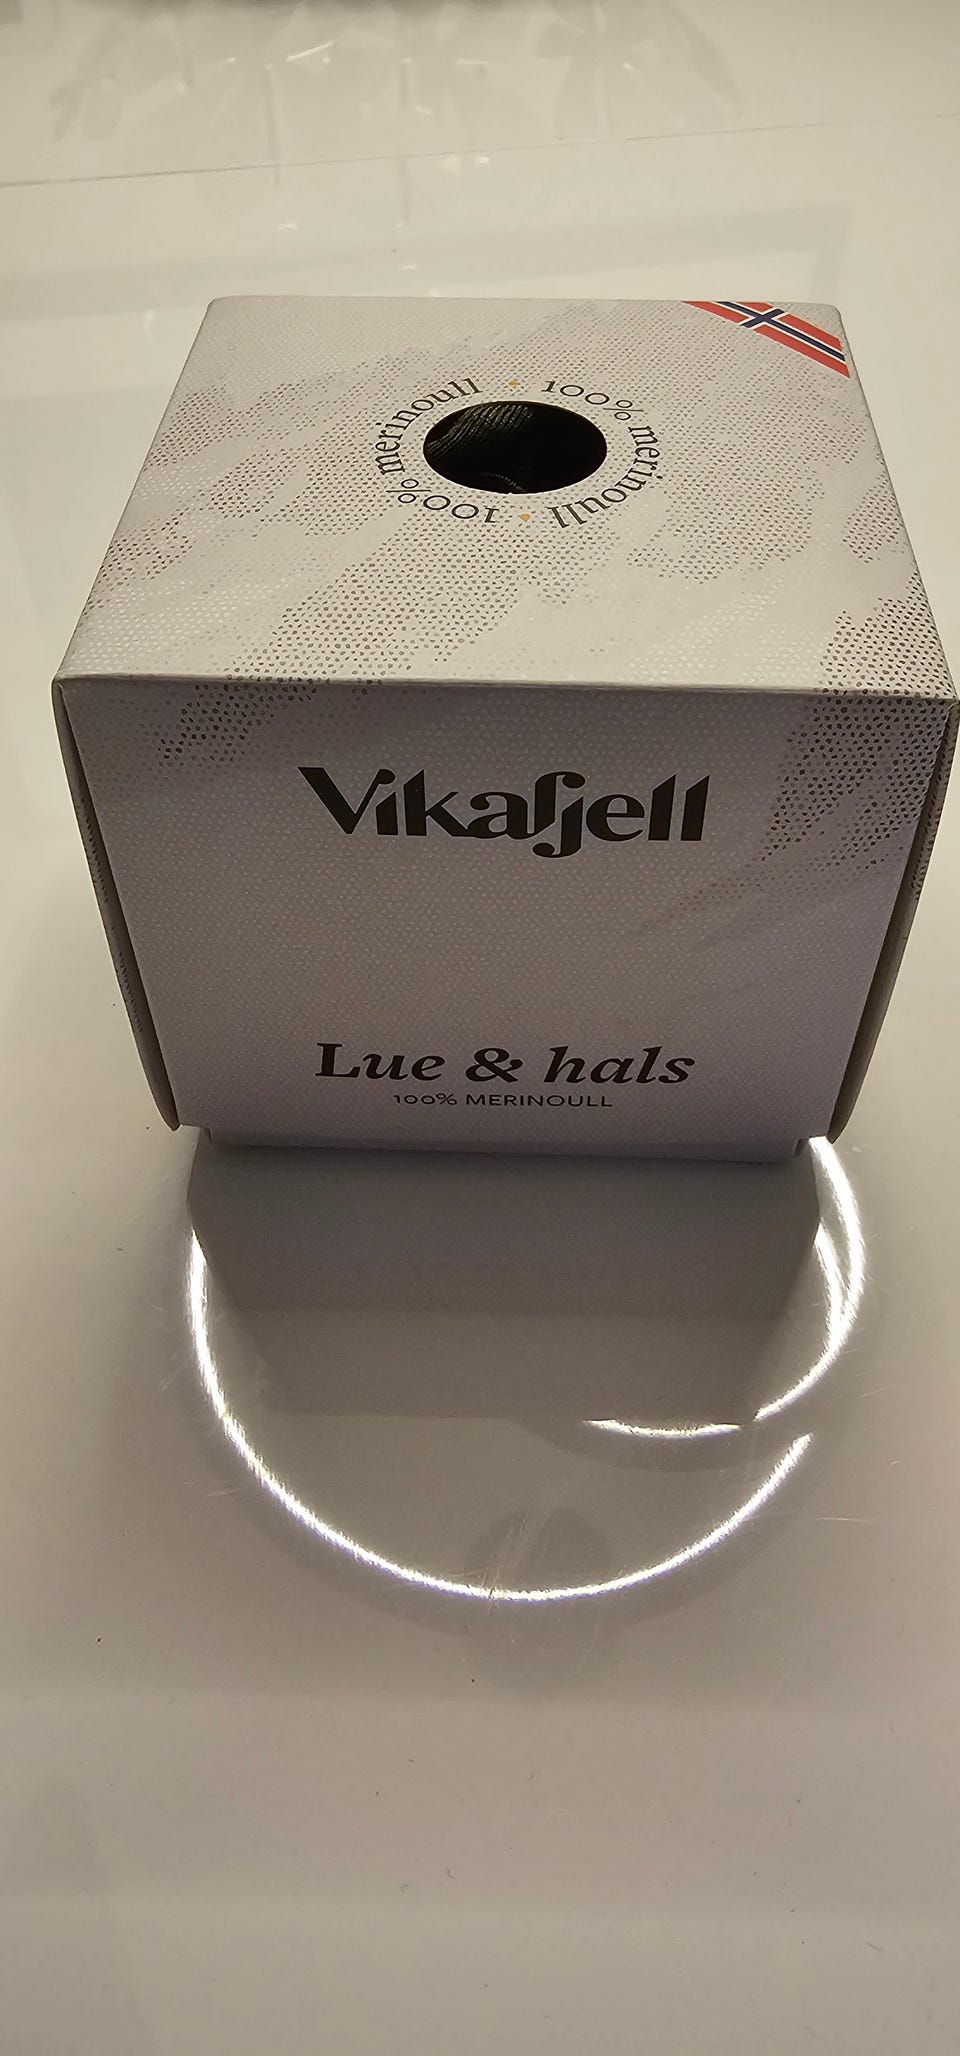 100% merinoull • 100% merinoull •
Vikafjell
Lue & hals
100% MERINOULL